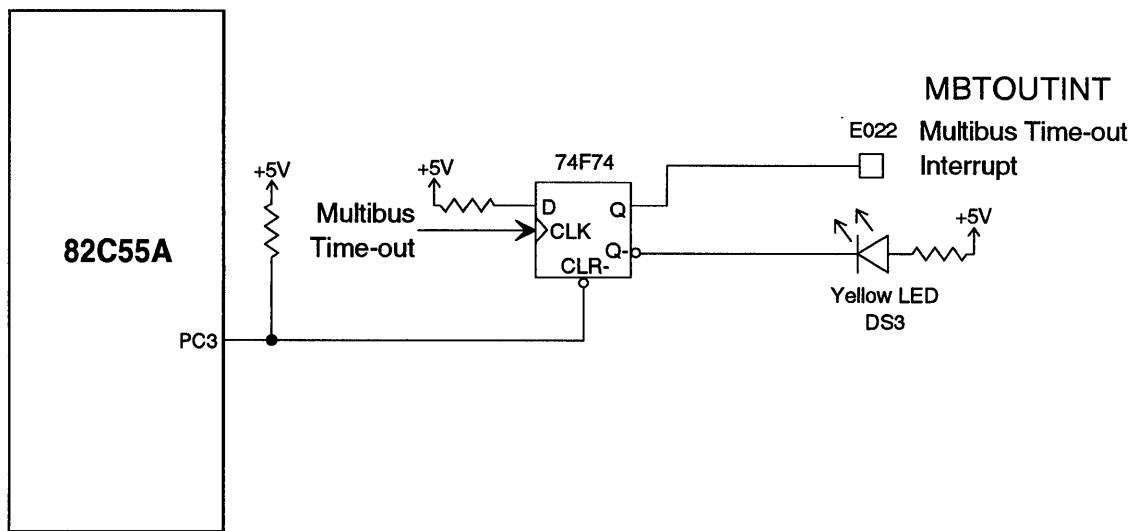 MBTOUTINT
E022 Multibus Time-out
Interrupt
74F74
+5V
+5V
+5V
D
Q
Multibus
Time-out
CLK
Q-
CLR-
82C55A
Yellow LED
DS3
PC3